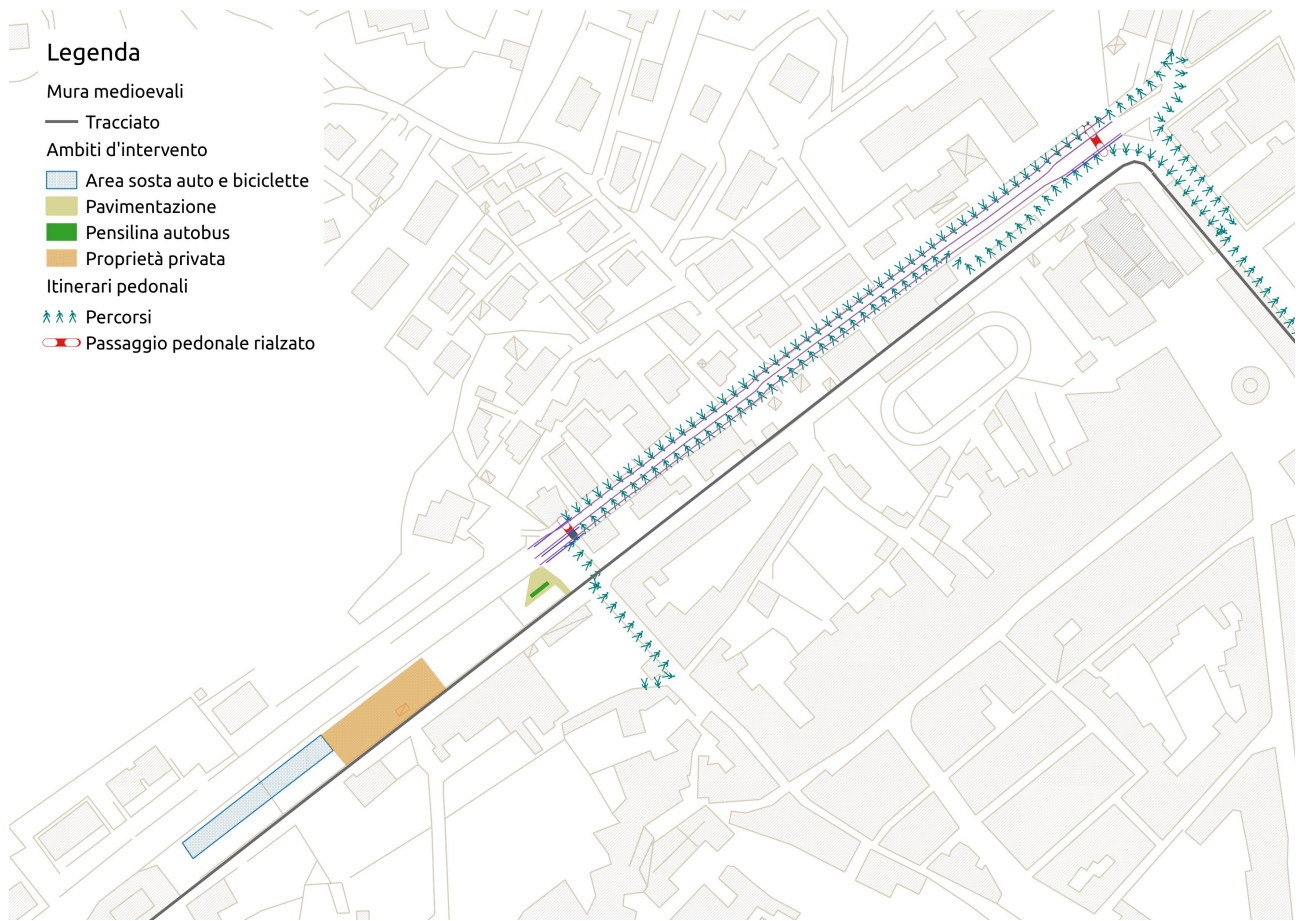 Legenda
Mura medioevali
Tracciato
Ambiti d'intervento
Area sosta auto e biciclette
Pavimentazione
Pensilina autobus
Proprietà privata
Itinerari pedonali
Percorsi
Passaggio pedonale rialzato